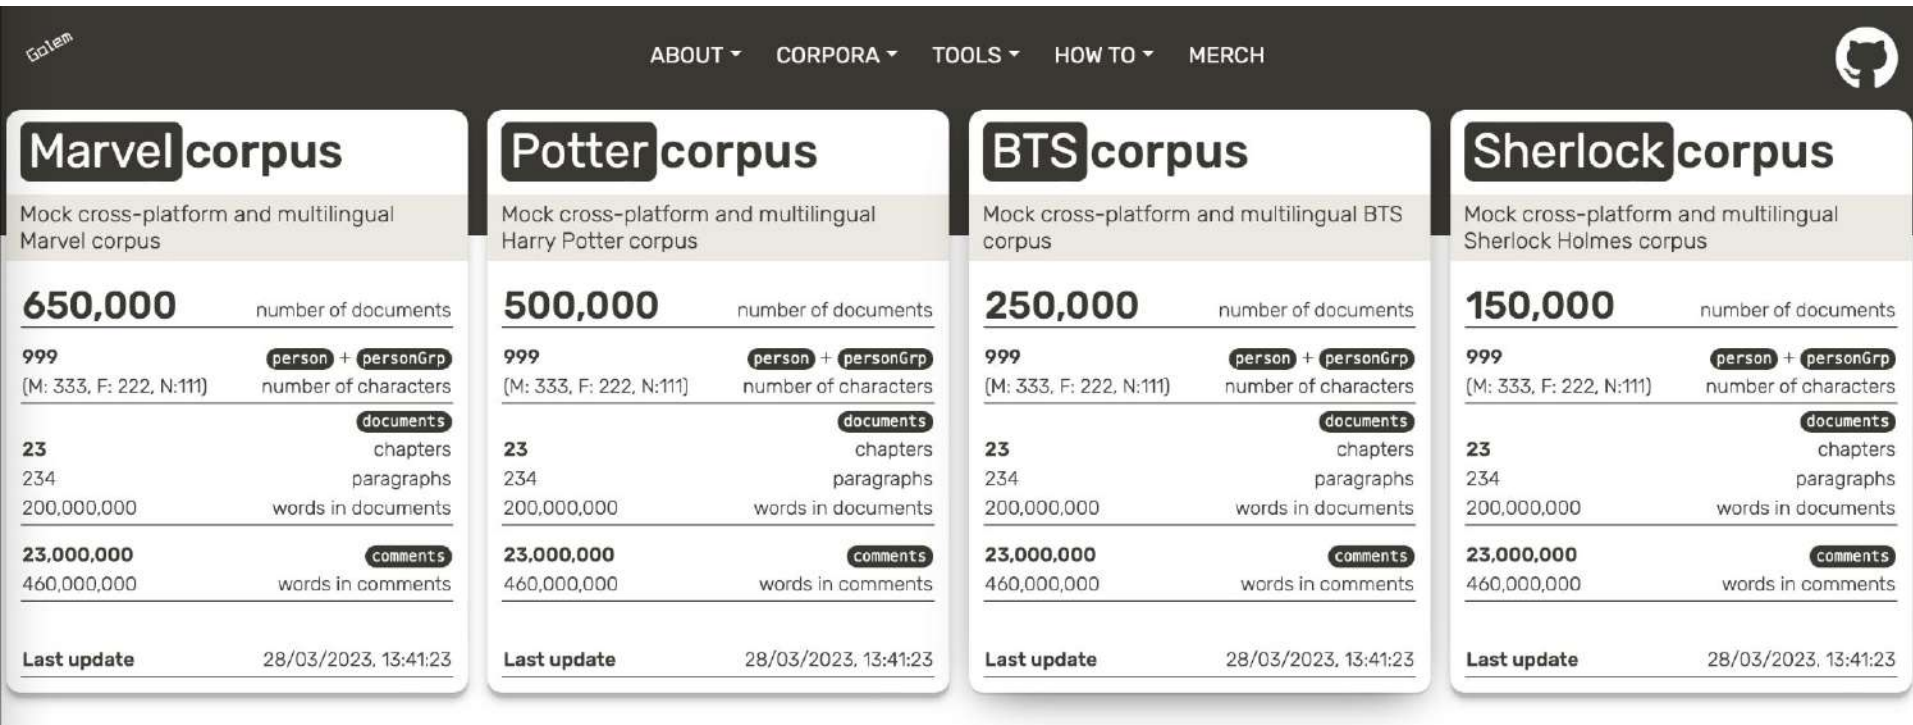 Golem
ABOUT CORPORA TOOLS HOW TO MERCH
Marvel corpus
Mock cross-platform and multilingual
Marvel corpus
650,000 number of documents
999 person + personGrp
(M: 333, F: 222, N:111) number of characters
documents
23 chapters
234 paragraphs
200,000,000 words in documents
23,000,000 comments
460,000,000 words in comments
Last update 28/03/2023, 13:41:23
Potter corpus
Mock cross-platform and multilingual
Harry Potter corpus
500,000 number of documents
999 person + personGrp
(M: 333, F: 222, N:111) number of characters
documents
23 chapters
234 paragraphs
200,000,000 words in documents
23,000,000 comments
460,000,000 words in comments
Last update 28/03/2023, 13:41:23
BTS corpus
Mock cross-platform and multilingual BTS
corpus
250,000 number of documents
999 person + personGrp
(M: 333, F: 222, N:111) number of characters
documents
23 chapters
234 paragraphs
200,000,000 words in documents
23,000,000 comments
460,000,000 words in comments
Last update 28/03/2023, 13:41:23
Sherlock corpus
Mock cross-platform and multilingual
Sherlock Holmes corpus
150,000 number of documents
999 person + personGrp
(M: 333, F: 222, N:111) number of characters
documents
23 chapters
234 paragraphs
200,000,000 words in documents
23,000,000 comments
460,000,000 words in comments
Last update 28/03/2023, 13:41:23